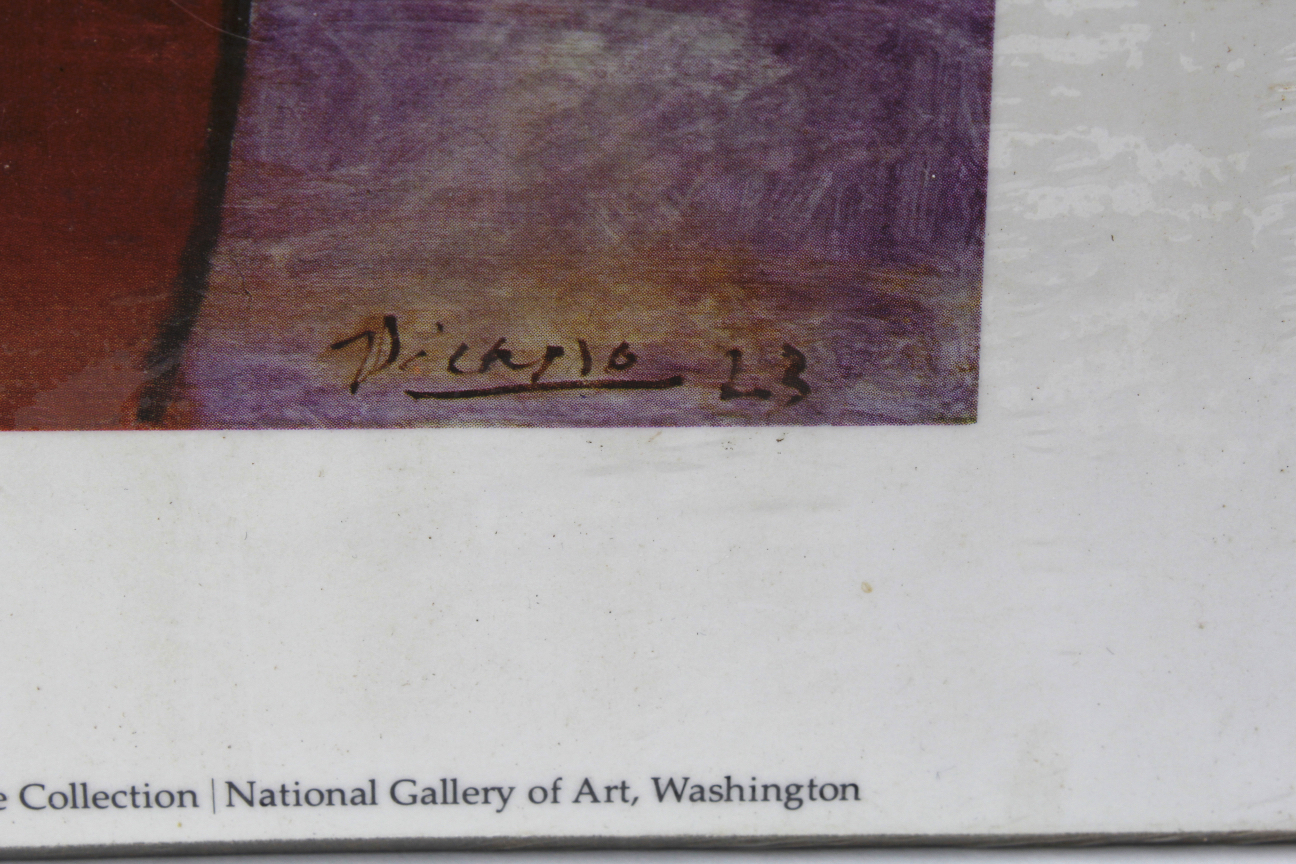 Picasso 23
e Collection | National Gallery of Art, Washington